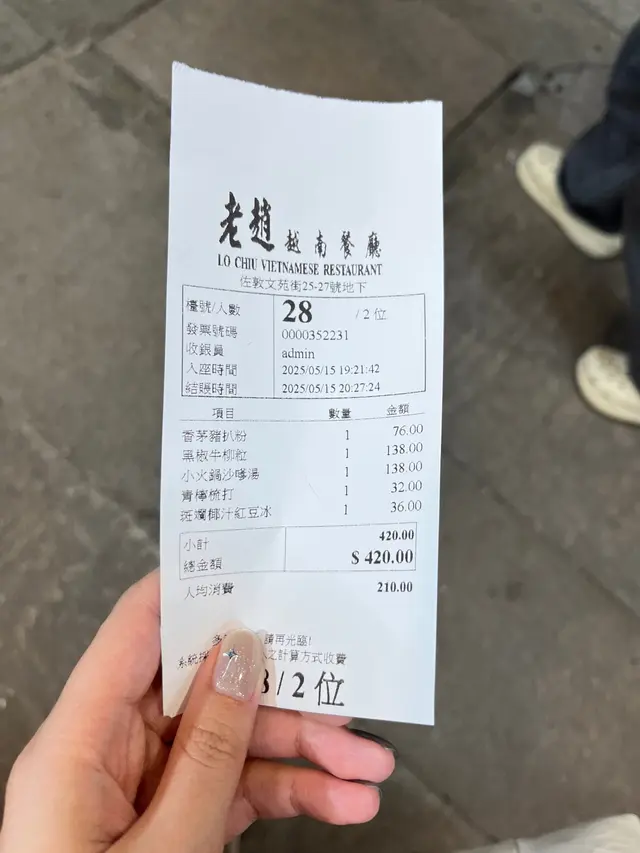 老趙 越南餐廳
LO CHIU VIETNAMESE RESTAURANT
佐敦文苑街25-27號地下
檯號/人數 28 / 2 位
發票號碼 0000352231
收銀員 admin
入座時間 2025/05/15 19:21:42
結賬時間 2025/05/15 20:27:24
項目 數量 金額
香茅豬扒粉 1 76.00
黑椒牛柳粒 1 138.00
小火鍋沙嗲湯 1 138.00
青檸梳打 1 32.00
斑斕椰汁紅豆冰 1 36.00
小計 420.00
總金額 $ 420.00
人均消費 210.00
多 請再光臨!
系統 之計算方式收費
/ 2 位